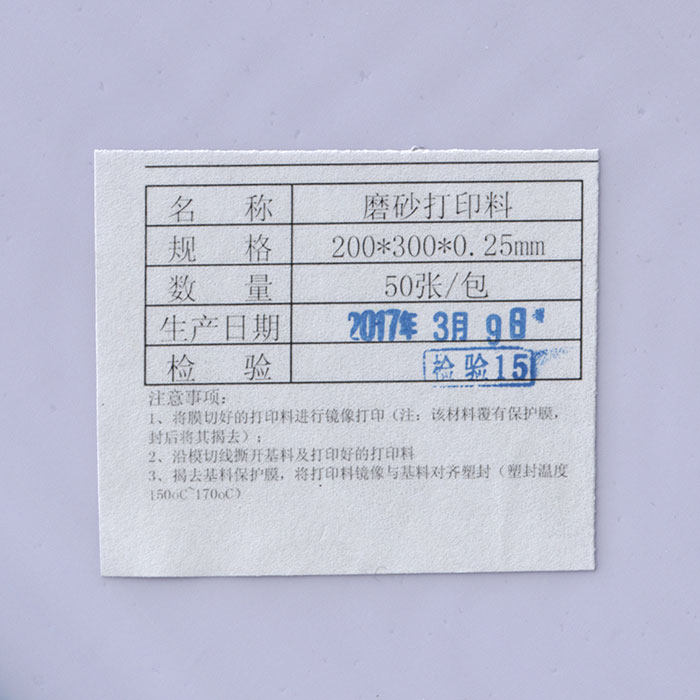 名 称 磨砂打印料
规 格 200*300*0.25mm
数 量 50张/包
生产日期 2017年 3月 9日
检 验 检验15
注意事项:
1、将膜切好的打印料进行镜像打印（注：该材料覆有保护膜，
封后将其揭去）；
2、沿模切线撕开基料及打印好的打印料
3、揭去基料保护膜，将打印料镜像与基料对齐塑封（塑封温度
150oC~170oC）